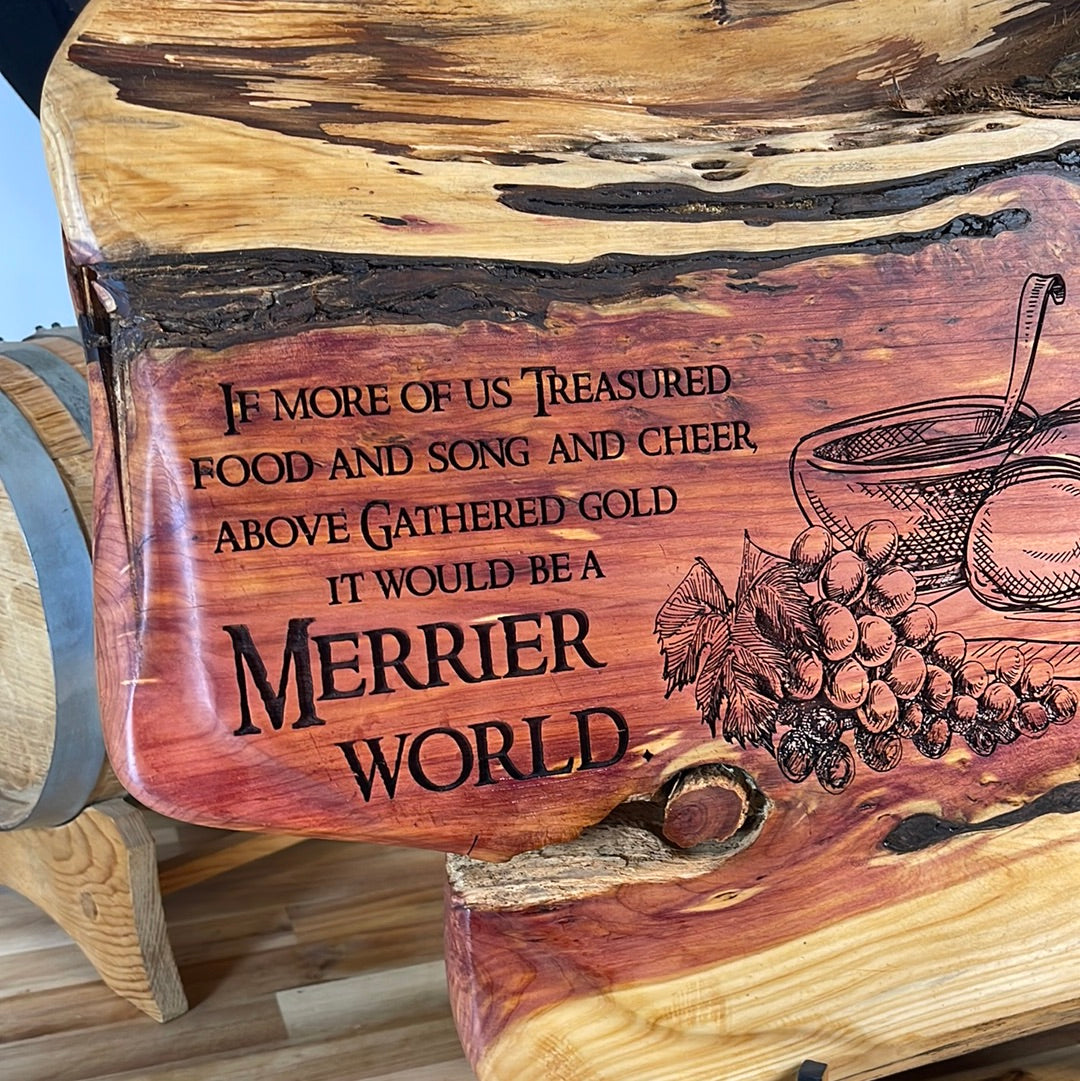 If more of us Treasured
food and song and cheer,
above Gathered gold
it would be a
Merrier
world.